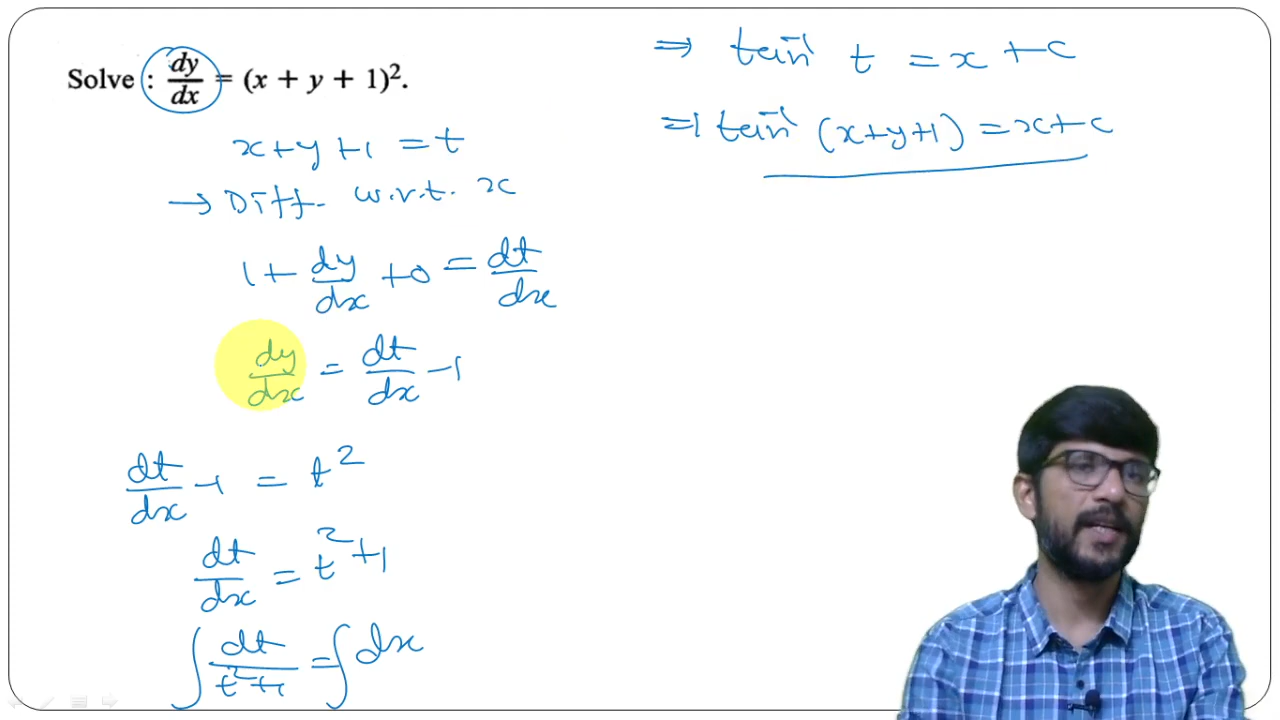 Solve : dy/dx = (x + y + 1)².
x+y+1 = t
→ Diff. w.r.t. x
1 + dy/dx + 0 = dt/dx
dy/dx = dt/dx - 1
dt/dx - 1 = t²
dt/dx = t² + 1
∫ dt/(t²+1) = ∫ dx
⇒ tan⁻¹ t = x + c
⇒ tan⁻¹ (x+y+1) = x+c